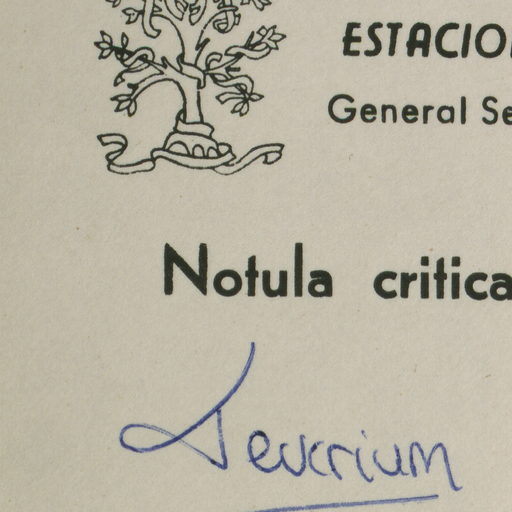 ESTACIO
General Se
Notula critica
Teucrium